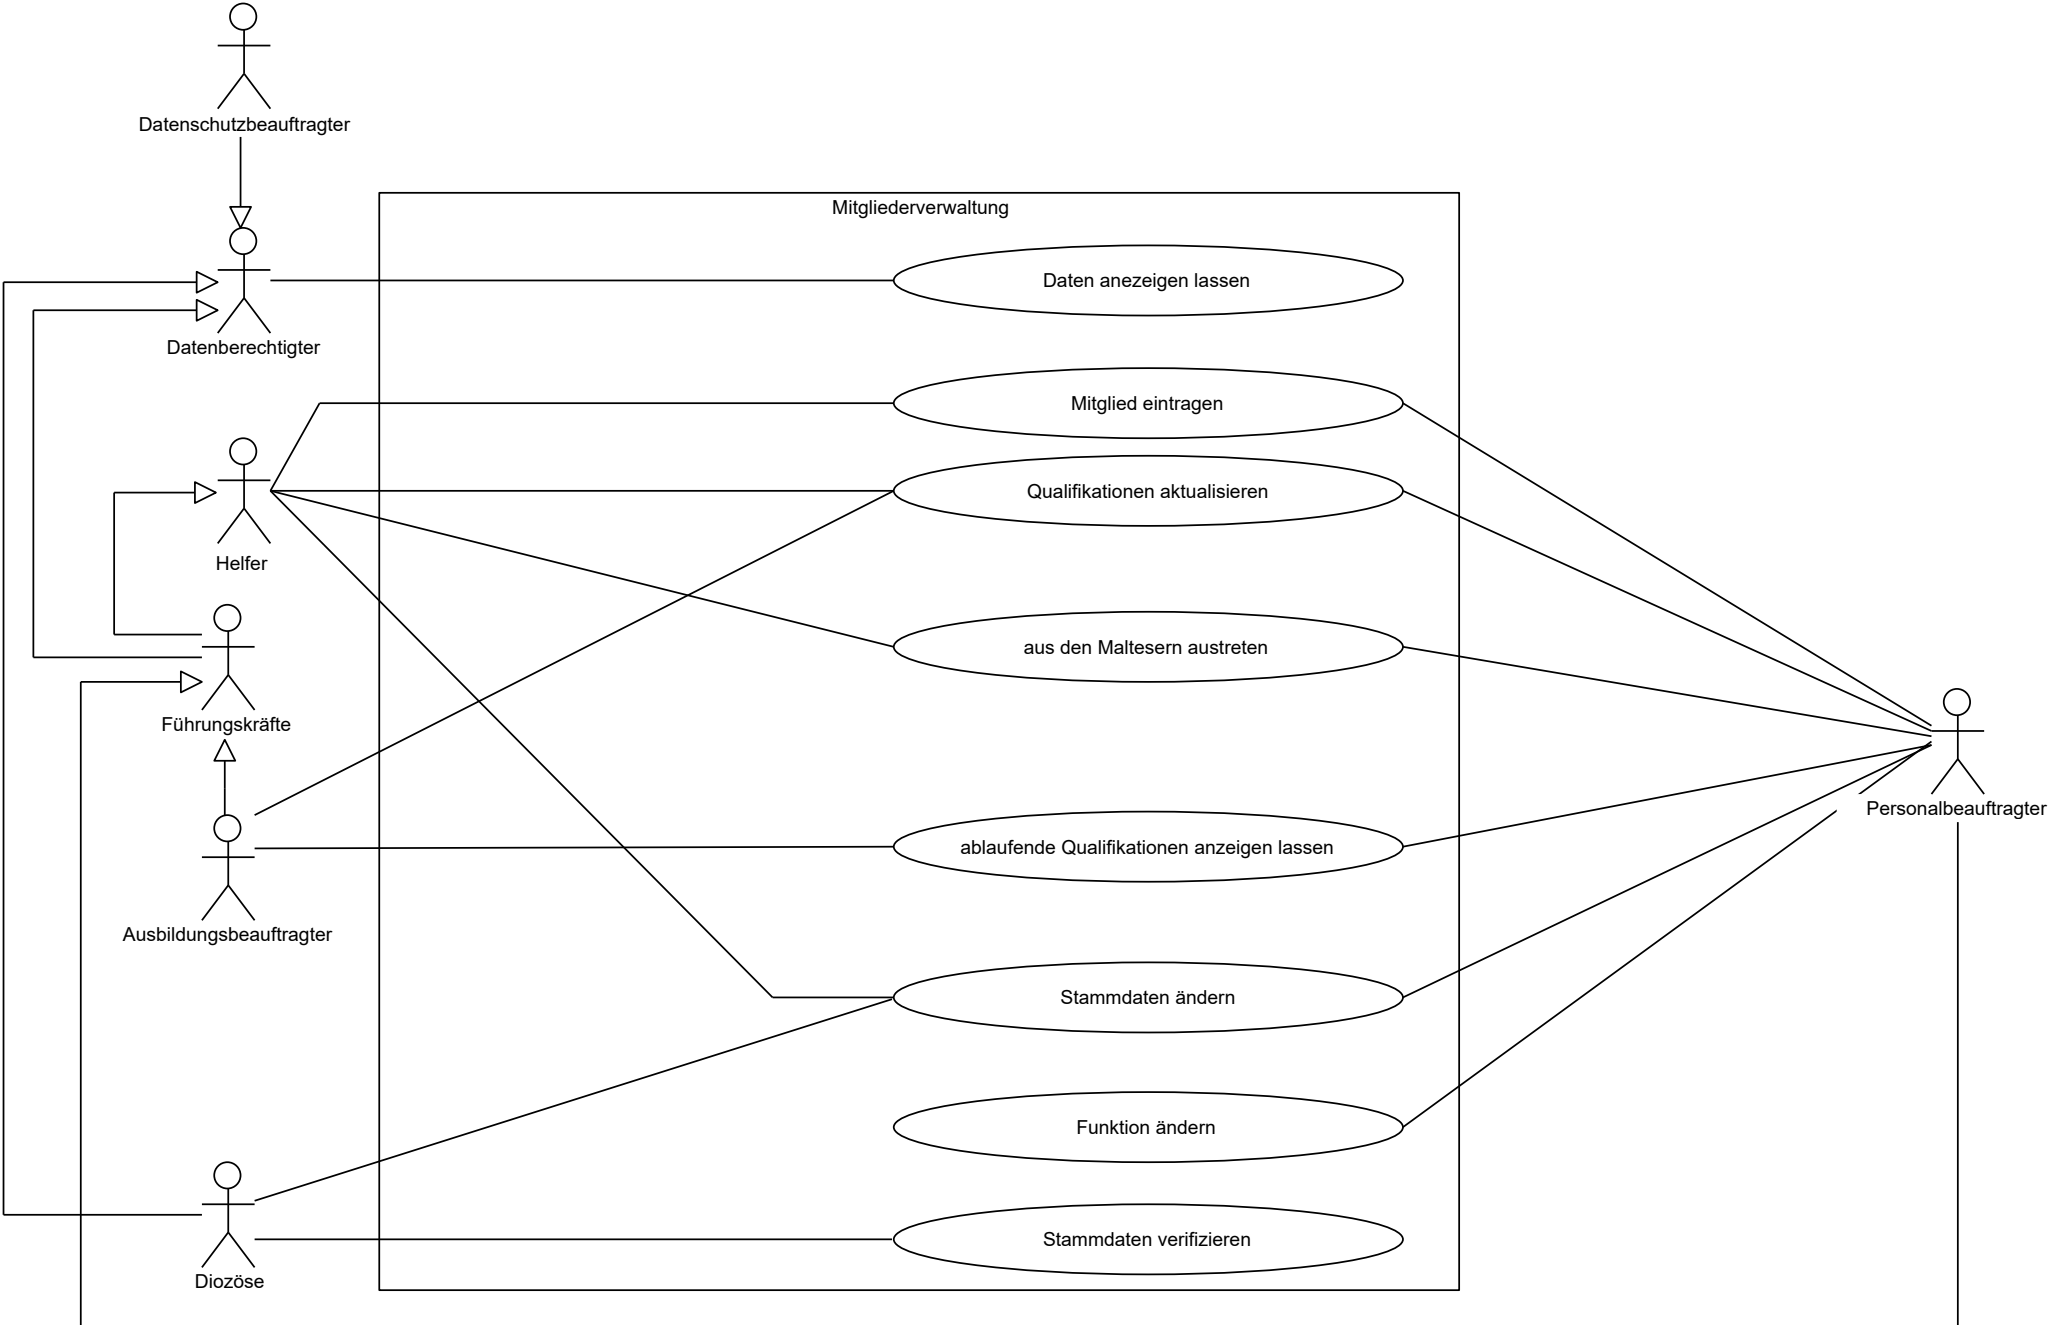 Datenschutzbeauftragter
Mitgliederverwaltung
Daten anezeigen lassen
Datenberechtigter
Mitglied eintragen
Qualifikationen aktualisieren
Helfer
aus den Maltesern austreten
Führungskräfte
Personalbeauftragter
ablaufende Qualifikationen anzeigen lassen
Ausbildungsbeauftragter
Stammdaten ändern
Funktion ändern
Stammdaten verifizieren
Diozöse